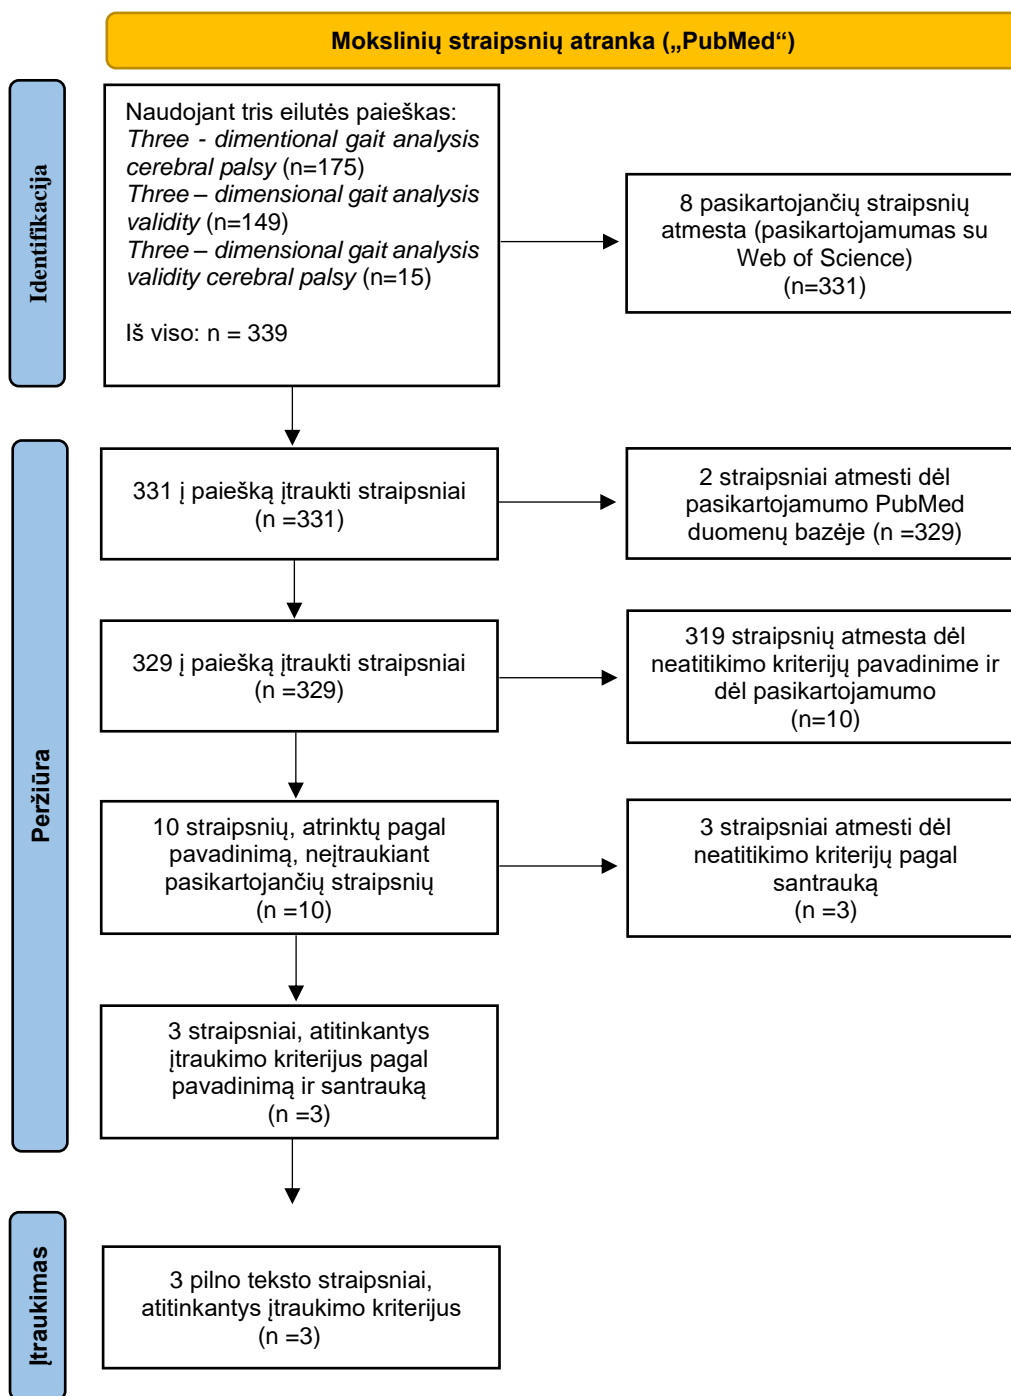 Mokslinių straipsnių atranka („PubMed“)
Identifikacija
Naudojant tris eilutės paieškas:
Three - dimentional gait analysis
cerebral palsy (n=175)
Three – dimensional gait analysis
validity (n=149)
Three – dimensional gait analysis
validity cerebral palsy (n=15)
Iš viso: n = 339
8 pasikartojančių straipsnių
atmesta (pasikartojamumas su
Web of Science)
(n=331)
Peržiūra
331 į paiešką įtraukti straipsniai
(n =331)
2 straipsniai atmesti dėl
pasikartojamumo PubMed
duomenų bazėje (n =329)
329 į paiešką įtraukti straipsniai
(n =329)
319 straipsnių atmesta dėl
neatitikimo kriterijų pavadinime ir
dėl pasikartojamumo
(n=10)
10 straipsnių, atrinktų pagal
pavadinimą, neįtraukiant
pasikartojančių straipsnių
(n =10)
3 straipsniai atmesti dėl
neatitikimo kriterijų pagal
santrauką
(n =3)
3 straipsniai, atitinkantys
įtraukimo kriterijus pagal
pavadinimą ir santrauką
(n =3)
Įtraukimas
3 pilno teksto straipsniai,
atitinkantys įtraukimo kriterijus
(n =3)